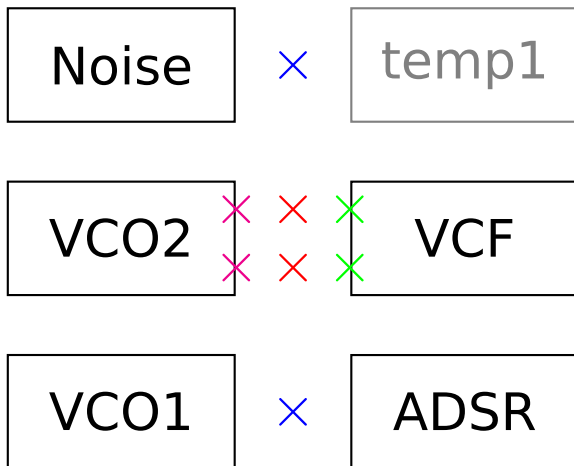 Noise
temp1
VCO2
VCF
VCO1
ADSR